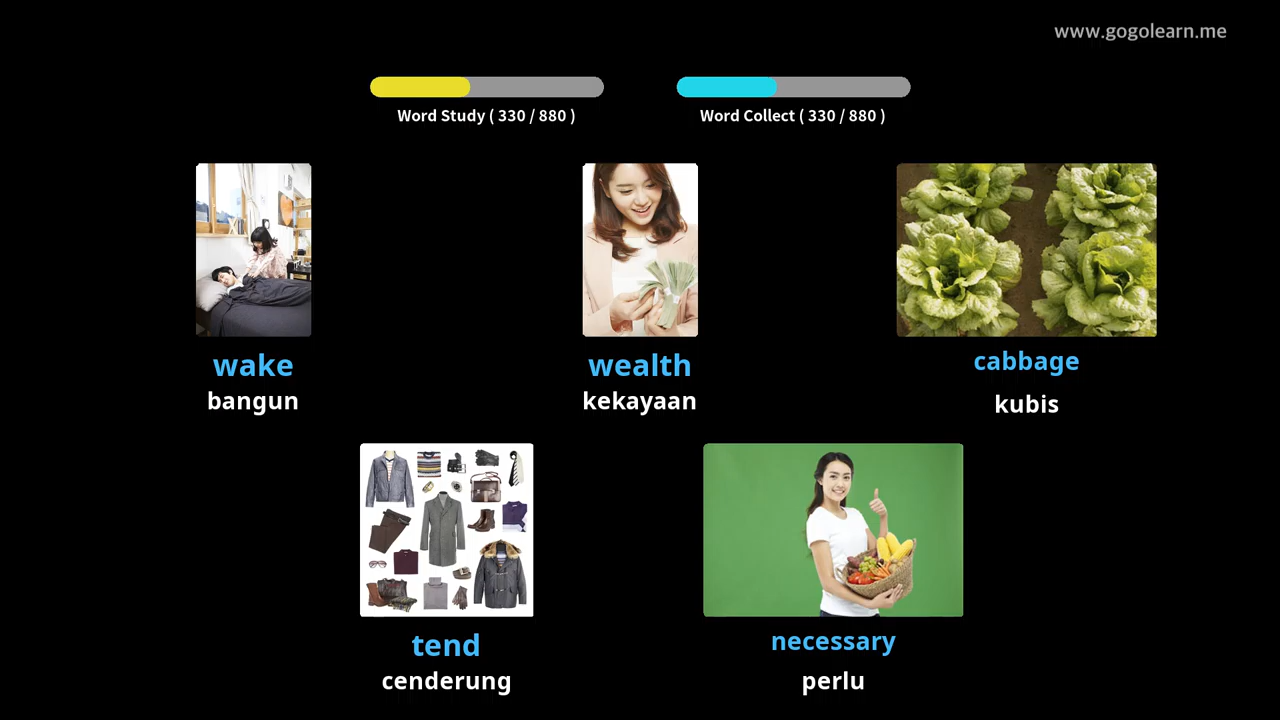 www.gogolearn.me
Word Study ( 330 / 880 )
Word Collect ( 330 / 880 )
wake
bangun
wealth
kekayaan
cabbage
kubis
tend
cenderung
necessary
perlu